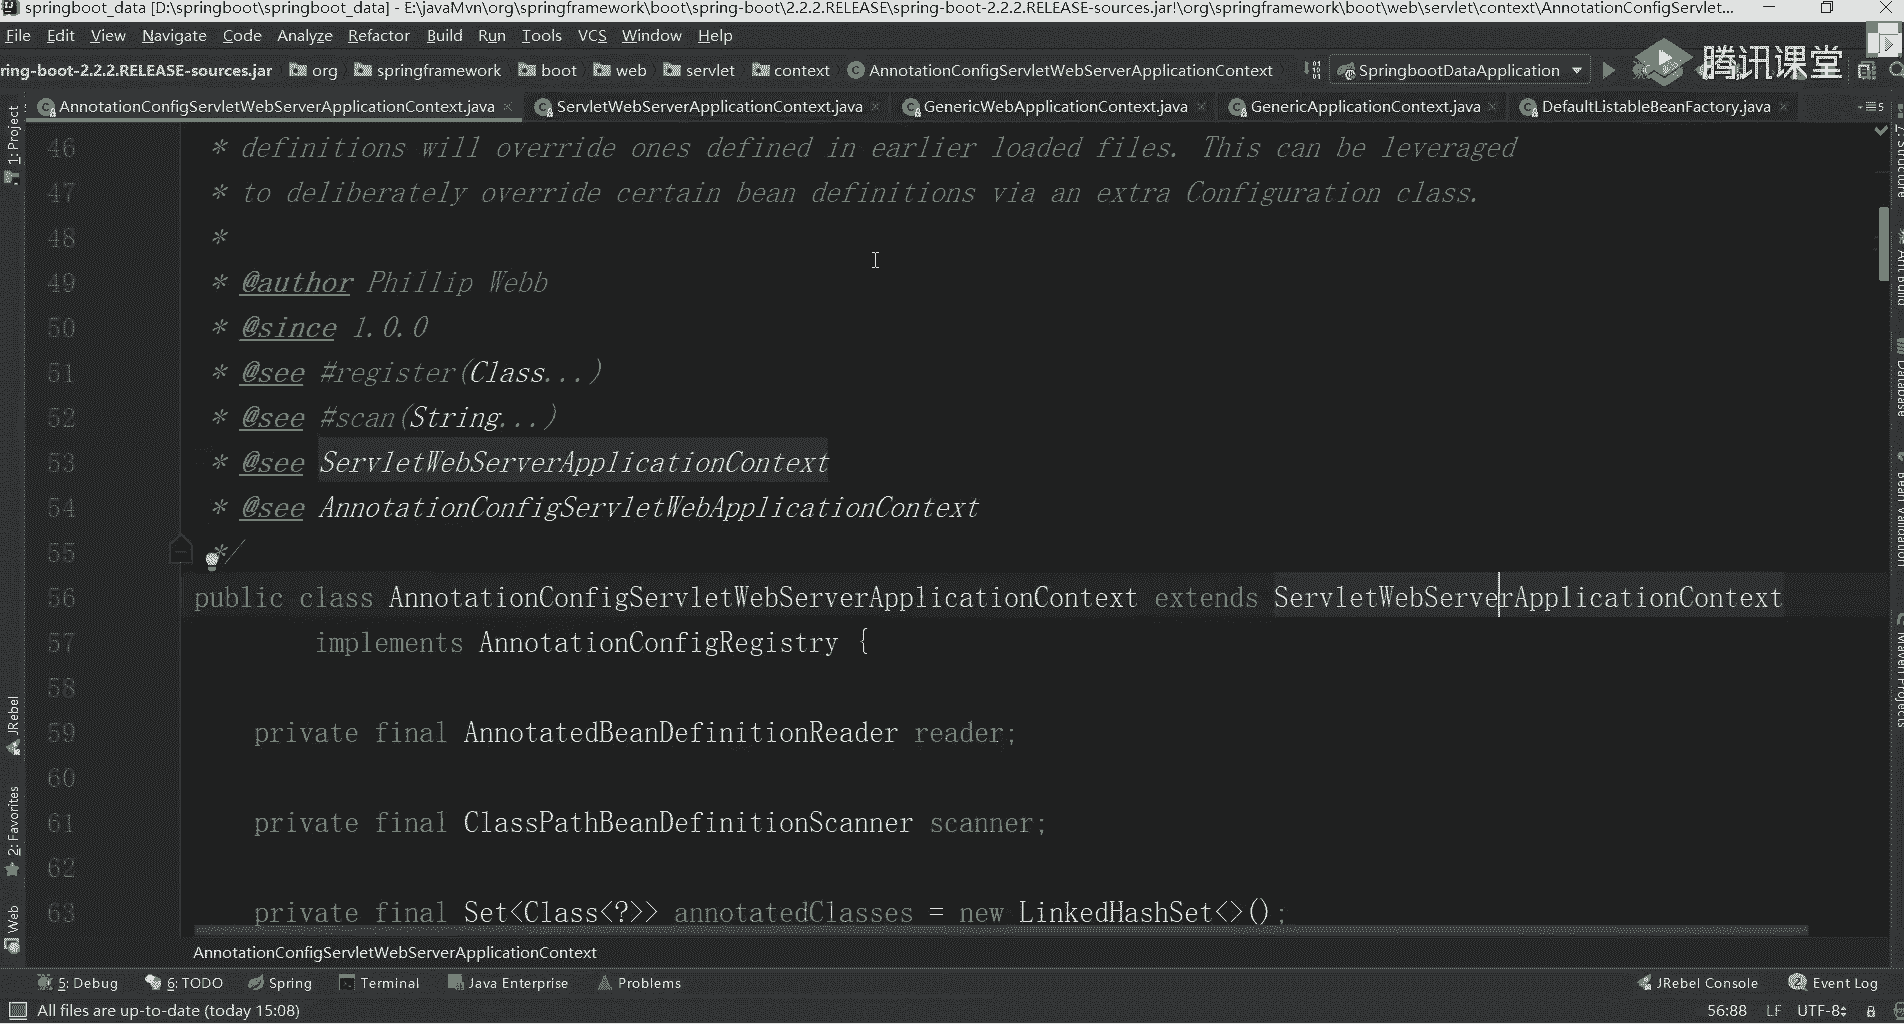 springboot_data [D:\springboot\springboot_data] - E:\javaMvn\org\springframework\boot\spring-boot\2.2.2.RELEASE\spring-boot-2.2.2.RELEASE-sources.jar!\org\springframework\boot\web\servlet\context\AnnotationConfigServlet...
File Edit View Navigate Code Analyze Refactor Build Run Tools VCS Window Help
ring-boot-2.2.2.RELEASE-sources.jar org springframework boot web servlet context AnnotationConfigServletWebServerApplicationContext SpringbootDataApplication 腾讯课堂
AnnotationConfigServletWebServerApplicationContext.java ServletWebServerApplicationContext.java GenericWebApplicationContext.java GenericApplicationContext.java DefaultListableBeanFactory.java 5
1: Project
JRebel
2: Favorites
Web
46 * definitions will override ones defined in earlier loaded files. This can be leveraged
47 * to deliberately override certain bean definitions via an extra Configuration class.
48 *
49 * @author Phillip Webb
50 * @since 1.0.0
51 * @see #register(Class...)
52 * @see #scan(String...)
53 * @see ServletWebServerApplicationContext
54 * @see AnnotationConfigServletWebApplicationContext
55 */
56 public class AnnotationConfigServletWebServerApplicationContext extends ServletWebServerApplicationContext
57 implements AnnotationConfigRegistry {
58
59 private final AnnotatedBeanDefinitionReader reader;
60
61 private final ClassPathBeanDefinitionScanner scanner;
62
63 private final Set<Class<?>> annotatedClasses = new LinkedHashSet<>();
Database
Bean Validation
Maven Projects
AnnotationConfigServletWebServerApplicationContext
5: Debug 6: TODO Spring Terminal Java Enterprise Problems JRebel Console 2 Event Log
All files are up-to-date (today 15:08) 56:88 LF UTF-8